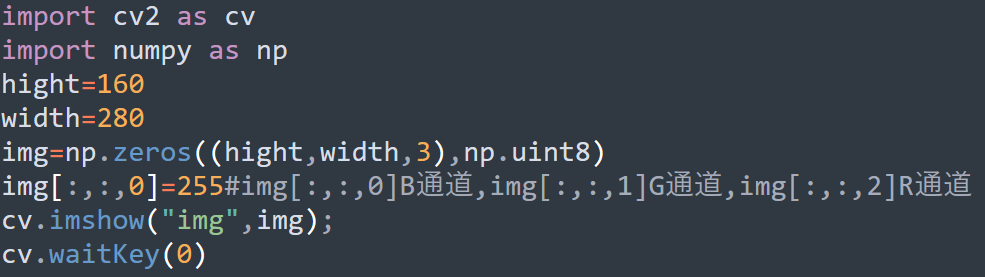 import cv2 as cv
import numpy as np
hight=160
width=280
img=np.zeros((hight,width,3),np.uint8)
img[:,:,0]=255#img[:,:,0]B通道,img[:,:,1]G通道,img[:,:,2]R通道
cv.imshow("img",img);
cv.waitKey(0)